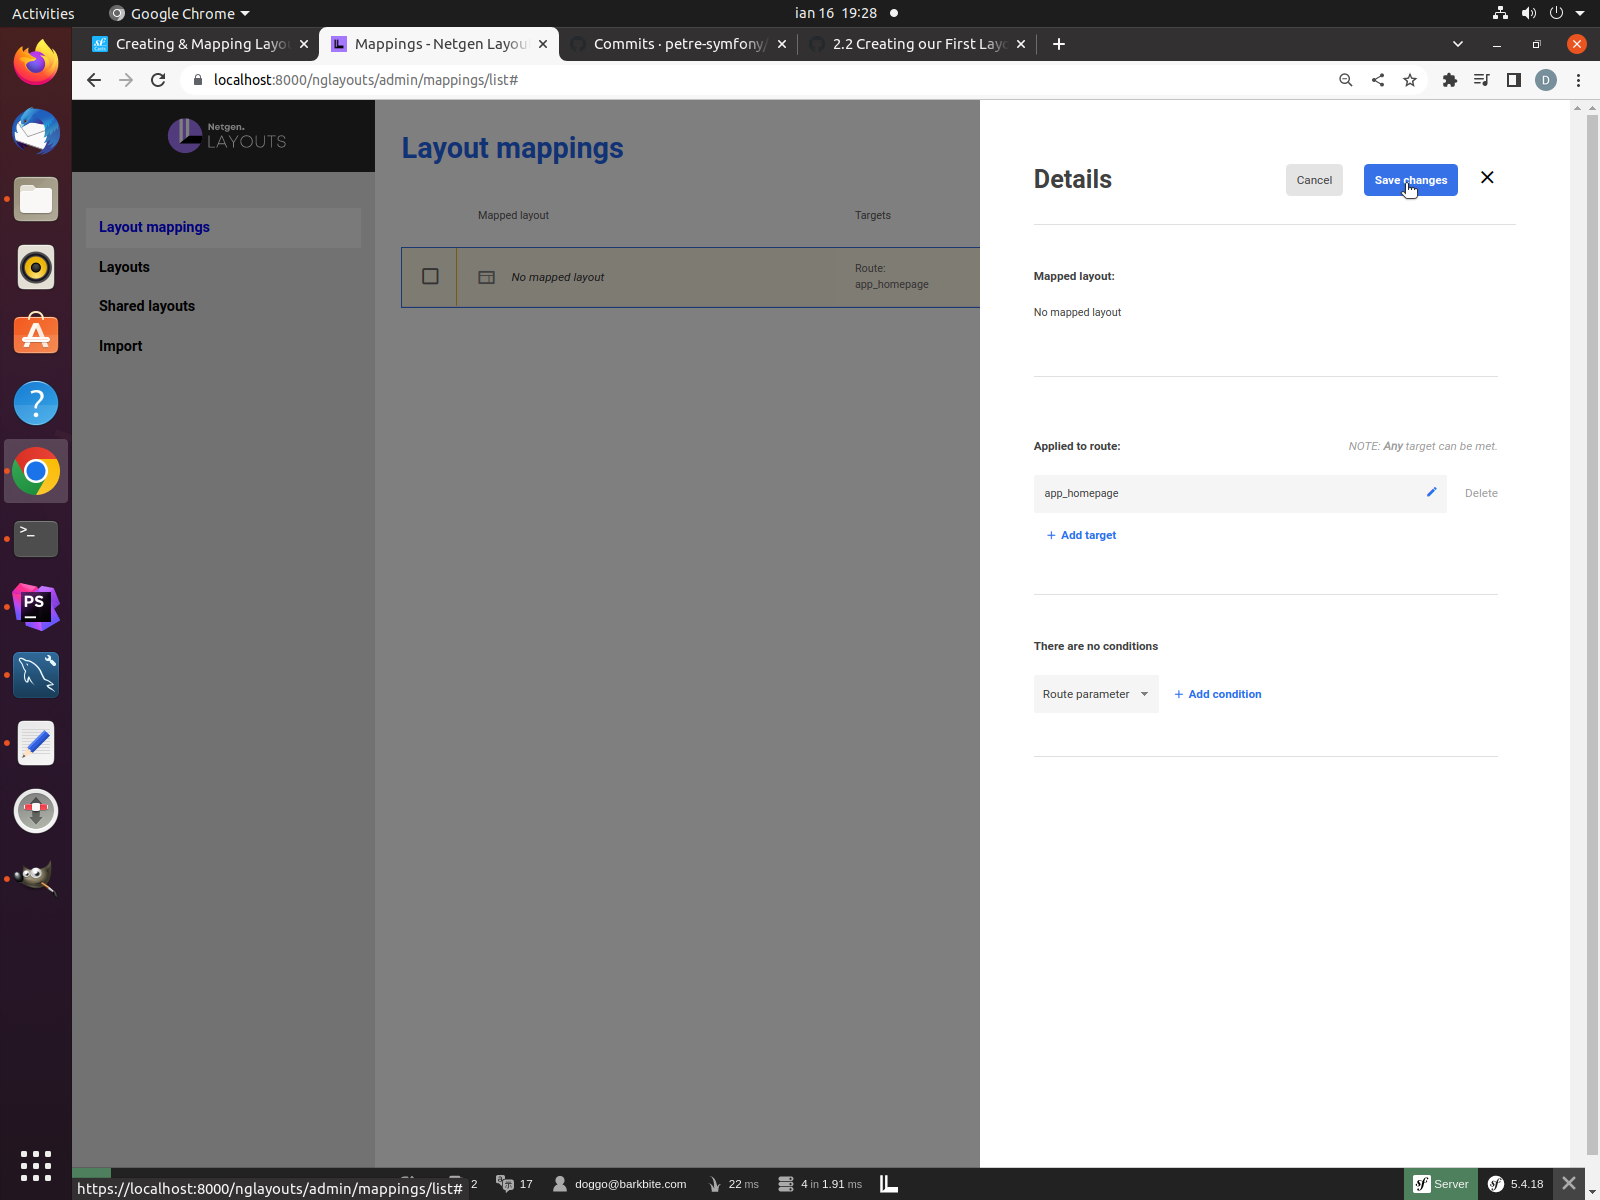 Activities
Google Chrome
ian 16 19:28
Creating & Mapping Layo
Mappings - Netgen Layou
Commits · petre-symfony/
2.2 Creating our First Layo
localhost:8000/nglayouts/admin/mappings/list#
D
Netgen.
LAYOUTS
Layout mappings
Layouts
Shared layouts
Import
Layout mappings
Mapped layout
Targets
No mapped layout
Route:
app_homepage
Details
Cancel
Save changes
Mapped layout:
No mapped layout
Applied to route:
NOTE: Any target can be met.
app_homepage
Delete
+ Add target
There are no conditions
Route parameter
+ Add condition
PS
https://localhost:8000/nglayouts/admin/mappings/list#
2
17
doggo@barkbite.com
22 ms
4 in 1.91 ms
Server
5.4.18